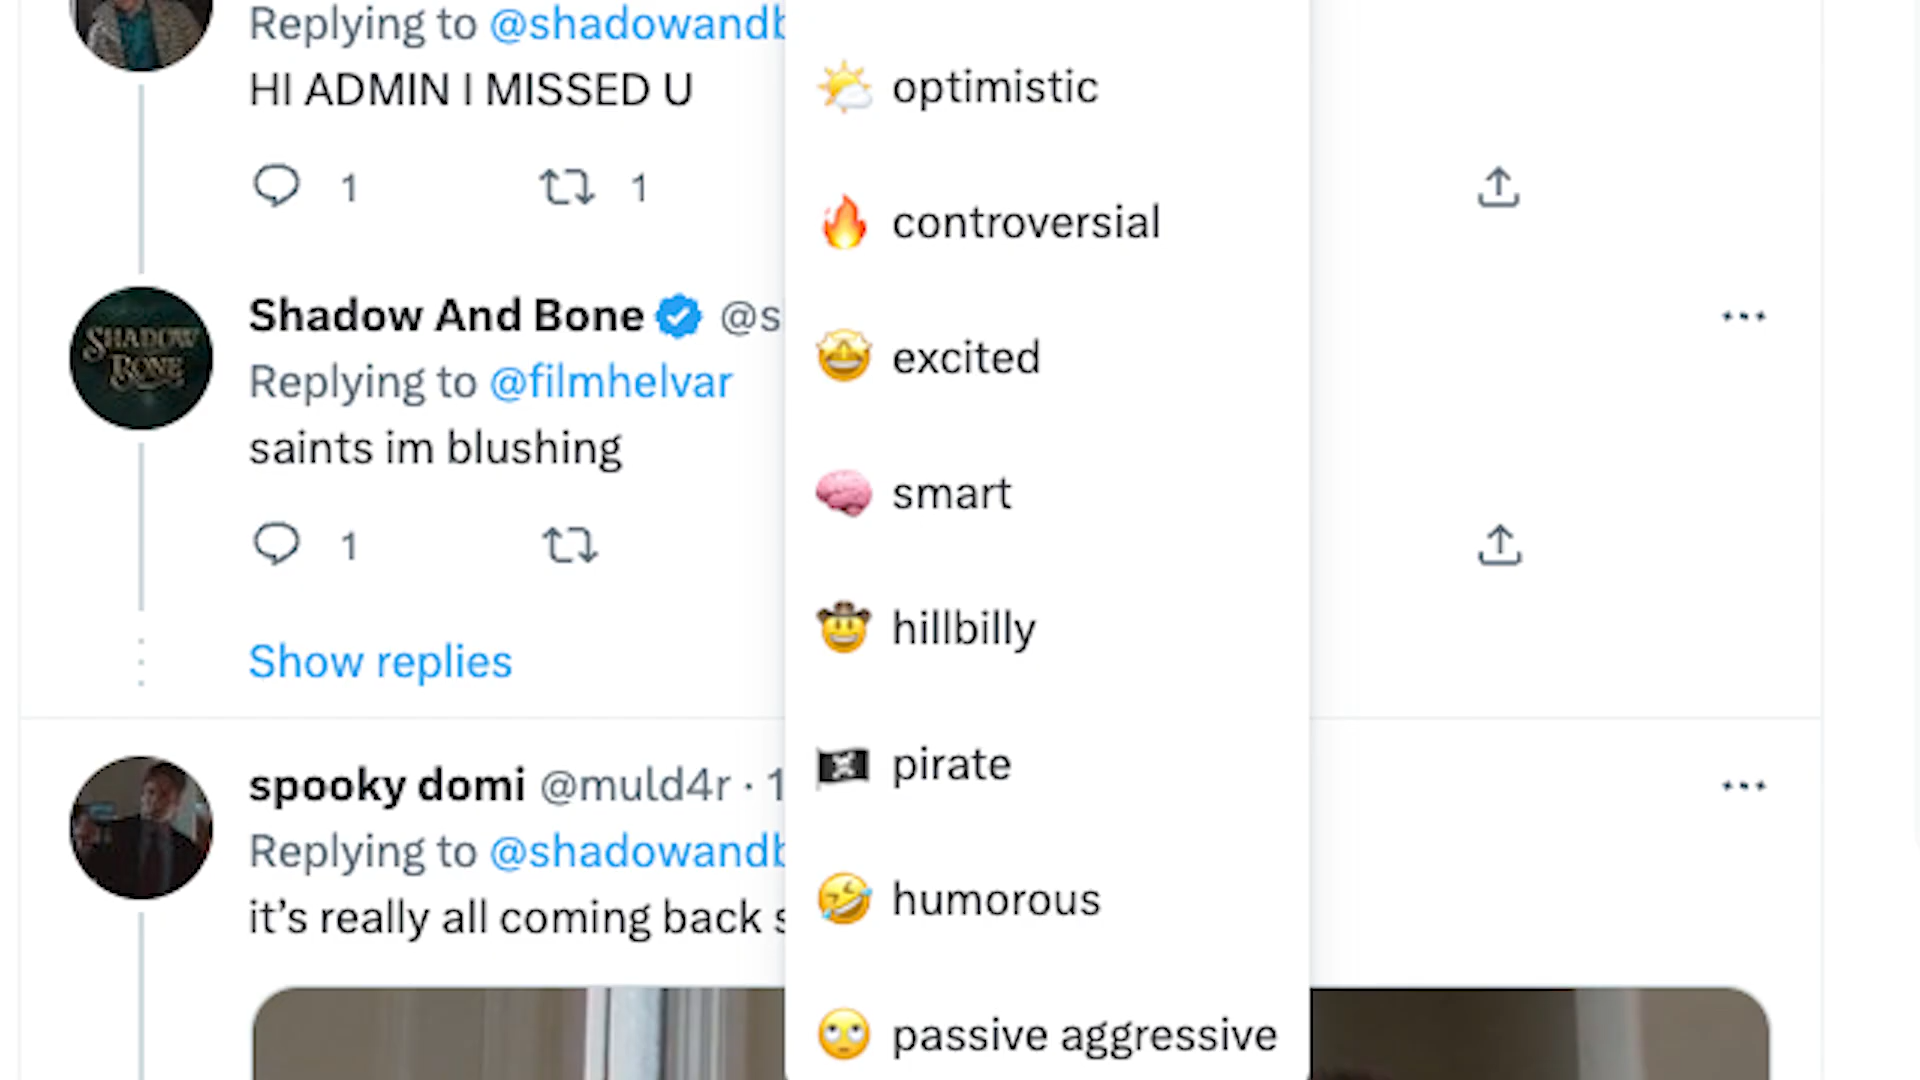 Replying to @shadowandb
HI ADMIN I MISSED U
1
1
SHADOW
BONE
Shadow And Bone @s
Replying to @filmhelvar
saints im blushing
1
Show replies
spooky domi @muld4r · 1
Replying to @shadowandb
it’s really all coming back s
optimistic
controversial
excited
smart
hillbilly
pirate
humorous
passive aggressive